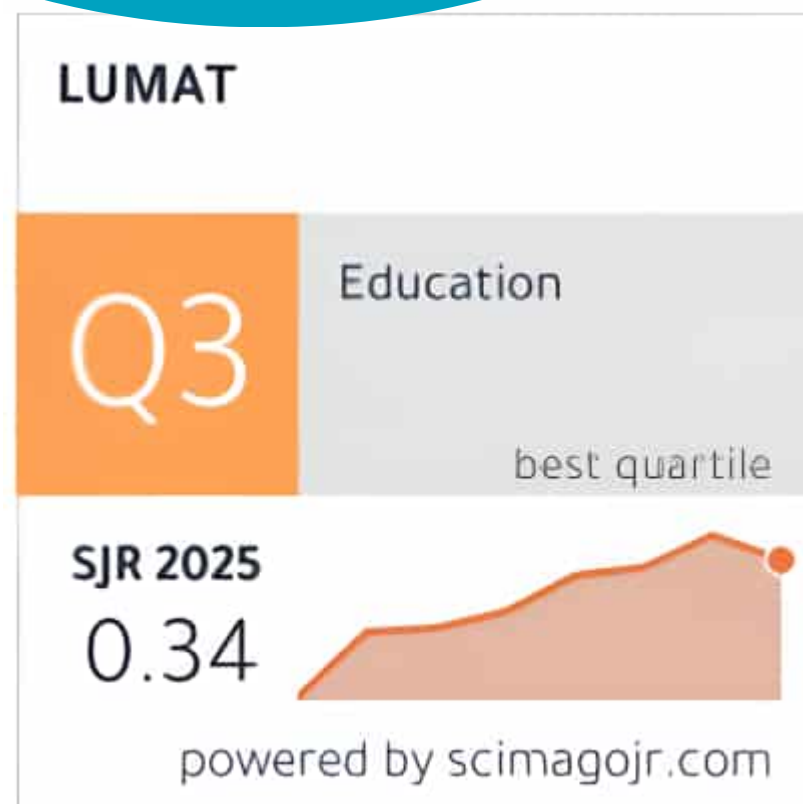 LUMAT
Q3
Education
best quartile
SJR 2025
0.34
powered by scimagojr.com